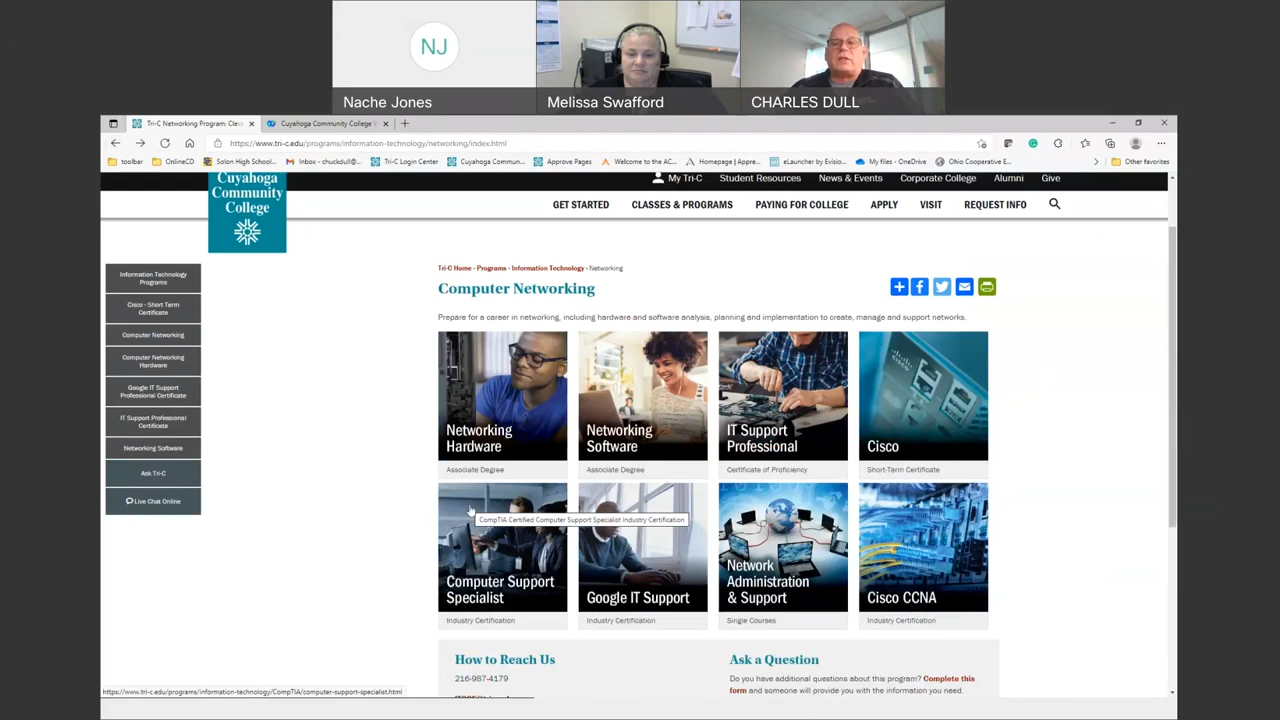 NJ
Nache Jones
Melissa Swafford
CHARLES DULL
Tri-C Networking Program: Clev
Cuyahoga Community College V
https://www.tri-c.edu/programs/information-technology/networking/index.html
toolbar
OnlineCD
Solon High School...
Inbox - chuckdull@...
Tri-C Login Center
Cuyahoga Commun...
Approve Pages
Welcome to the AC...
Homepage | Appre...
eLauncher by Evisio...
My files - OneDrive
Ohio Cooperative E...
Other favorites
Cuyahoga
Community
College
My Tri-C
Student Resources
News & Events
Corporate College
Alumni
Give
GET STARTED
CLASSES & PROGRAMS
PAYING FOR COLLEGE
APPLY
VISIT
REQUEST INFO
Information Technology
Programs
Cisco - Short Term
Certificate
Computer Networking
Computer Networking
Hardware
Google IT Support
Professional Certificate
IT Support Professional
Certificate
Networking Software
Ask Tri-C
Live Chat Online
Tri-C Home - Programs - Information Technology - Networking
Computer Networking
Prepare for a career in networking, including hardware and software analysis, planning and implementation to create, manage and support networks.
Networking
Hardware
Associate Degree
Networking
Software
Associate Degree
IT Support
Professional
Certificate of Proficiency
Cisco
Short-Term Certificate
CompTIA Certified Computer Support Specialist Industry Certification
Computer Support
Specialist
Industry Certification
Google IT Support
Industry Certification
Network
Administration
& Support
Single Courses
Cisco CCNA
Industry Certification
How to Reach Us
216-987-4179
Ask a Question
Do you have additional questions about this program? Complete this
form and someone will provide you with the information you need.
https://www.tri-c.edu/programs/information-technology/CompTIA/computer-support-specialist.html